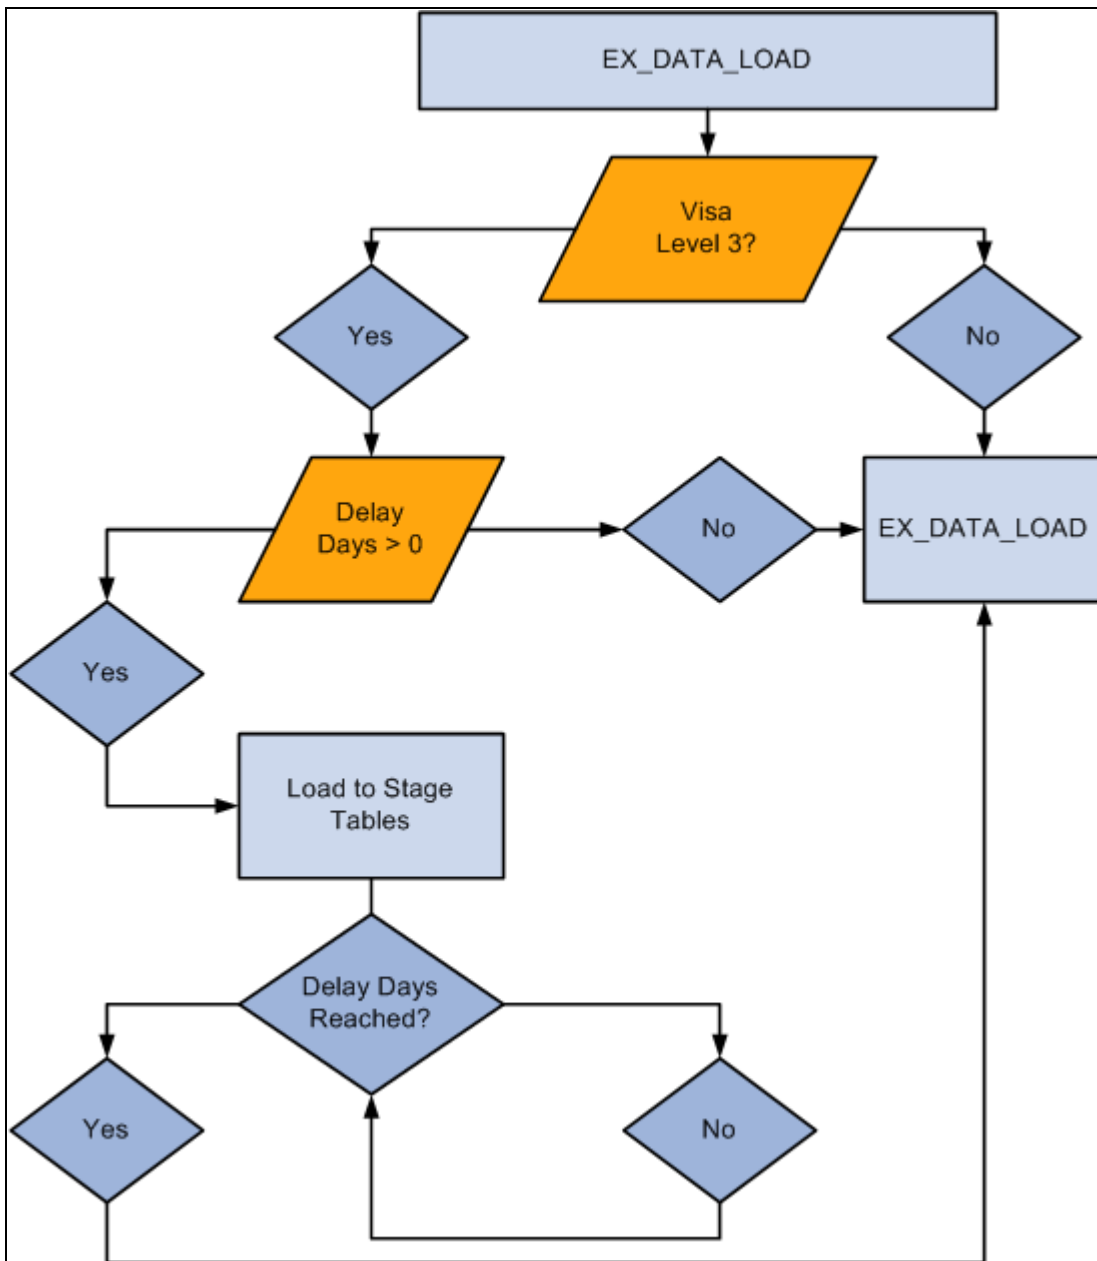 EX_DATA_LOAD
Visa
Level 3?
Yes
No
Delay
Days > 0
No
EX_DATA_LOAD
Yes
Load to Stage
Tables
Delay Days
Reached?
Yes
No